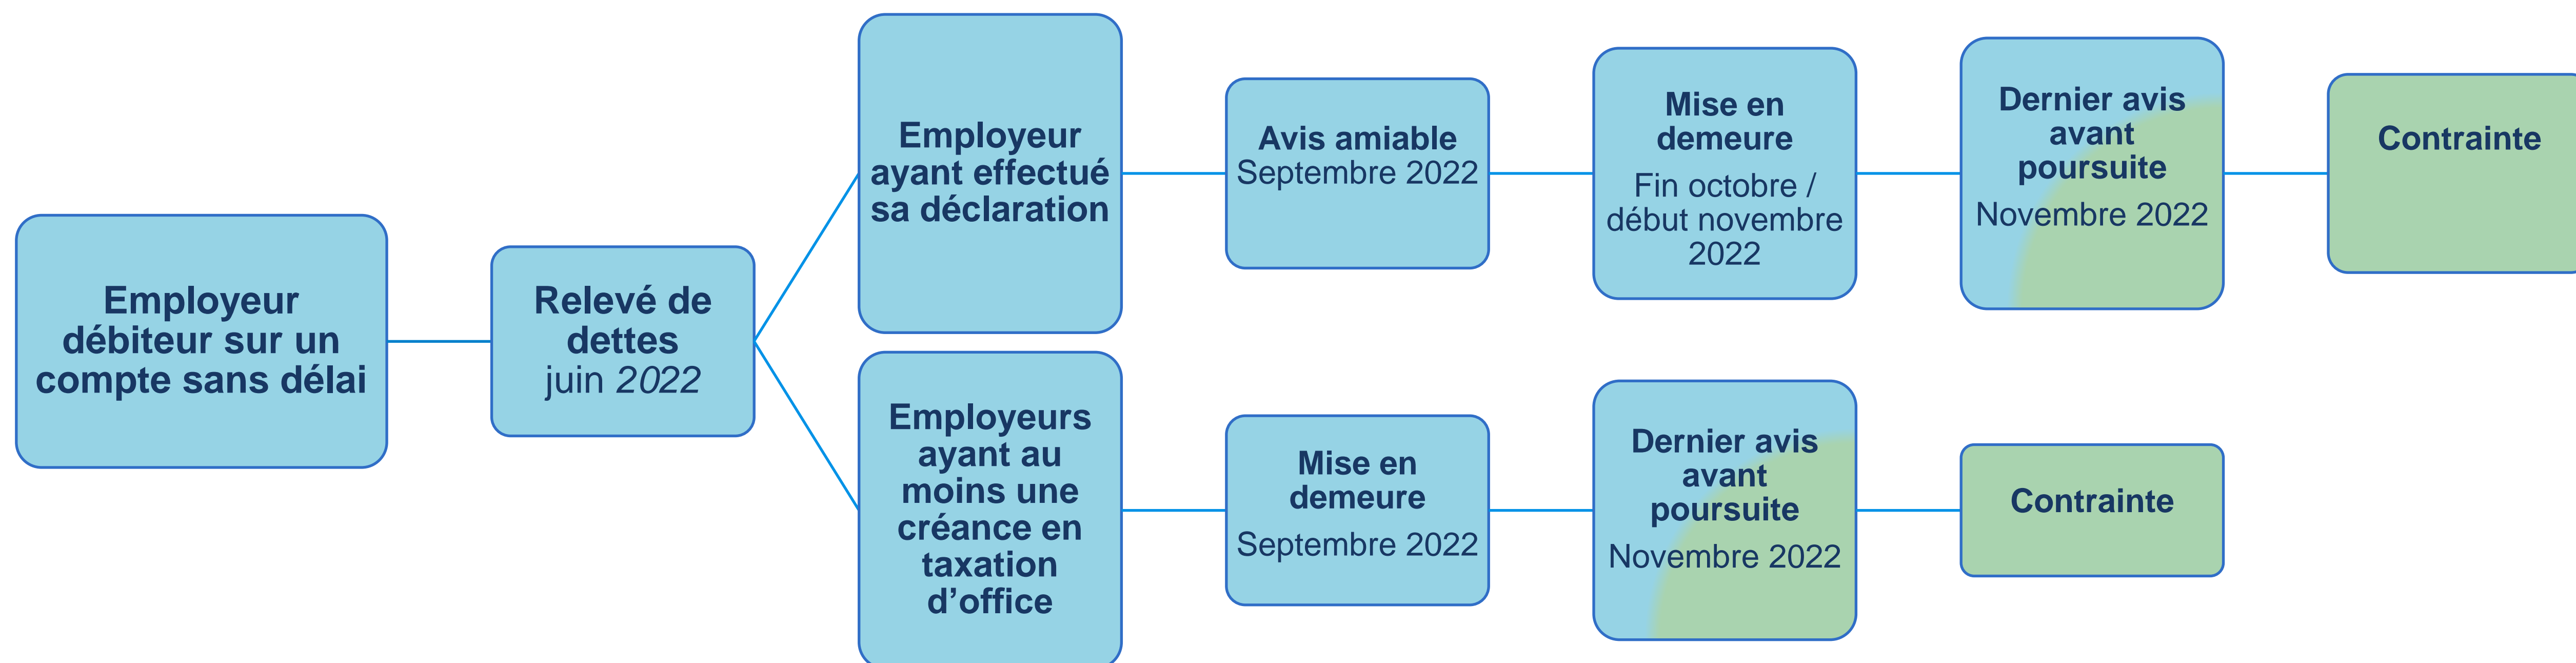 Employeur
débiteur sur un
compte sans délai
Relevé de
dettes
juin 2022
Employeur
ayant effectué
sa déclaration
Avis amiable
Septembre 2022
Mise en
demeure
Fin octobre /
début novembre
2022
Dernier avis
avant
poursuite
Novembre 2022
Contrainte
Employeurs
ayant au
moins une
créance en
taxation
d’office
Mise en
demeure
Septembre 2022
Dernier avis
avant
poursuite
Novembre 2022
Contrainte